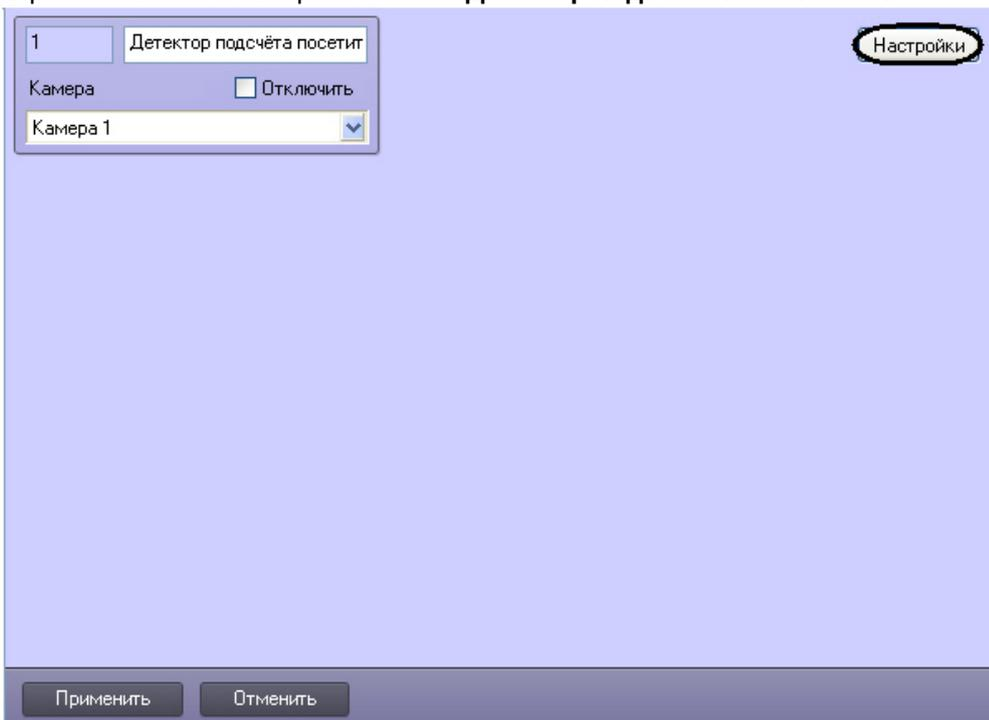 1 Детектор подсчёта посетит Настройки
Камера Отключить
Камера 1
Применить Отменить